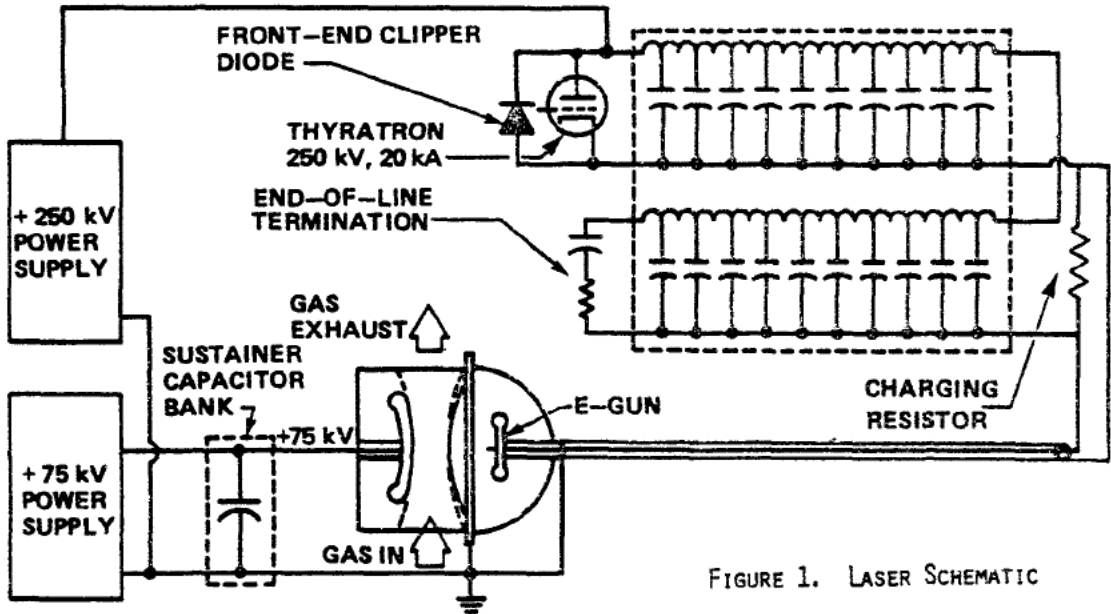 FRONT–END CLIPPER
DIODE
THYRATRON
250 kV, 20 kA
END–OF–LINE
TERMINATION
+ 250 kV
POWER
SUPPLY
GAS
EXHAUST
SUSTAINER
CAPACITOR
BANK
+75 kV
E–GUN
CHARGING
RESISTOR
+ 75 kV
POWER
SUPPLY
GAS IN
FIGURE 1. LASER SCHEMATIC